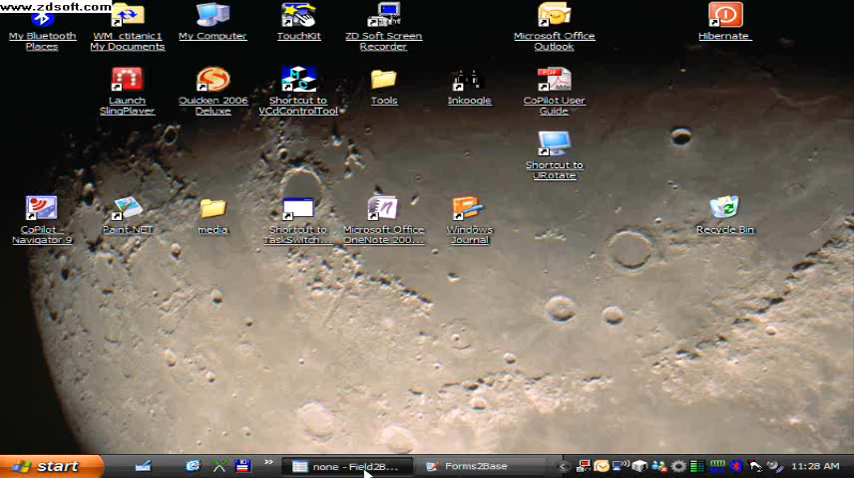 www.zdsoft.com
My Bluetooth
Places
WM_ctitanic1
My Documents
My Computer
TouchKit
ZD Soft Screen
Recorder
Microsoft Office
Outlook
Hibernate
Launch
SlingPlayer
Quicken 2006
Deluxe
Shortcut to
VCdControlTool
Tools
Inkoogle
CoPilot User
Guide
Shortcut to
URotate
CoPilot -
Navigator 9
Paint.NET
media
Shortcut to
TaskSwitch...
Microsoft Office
OneNote 200...
Windows
Journal
Recycle Bin
start
none - Field2B...
Forms2Base
11:28 AM